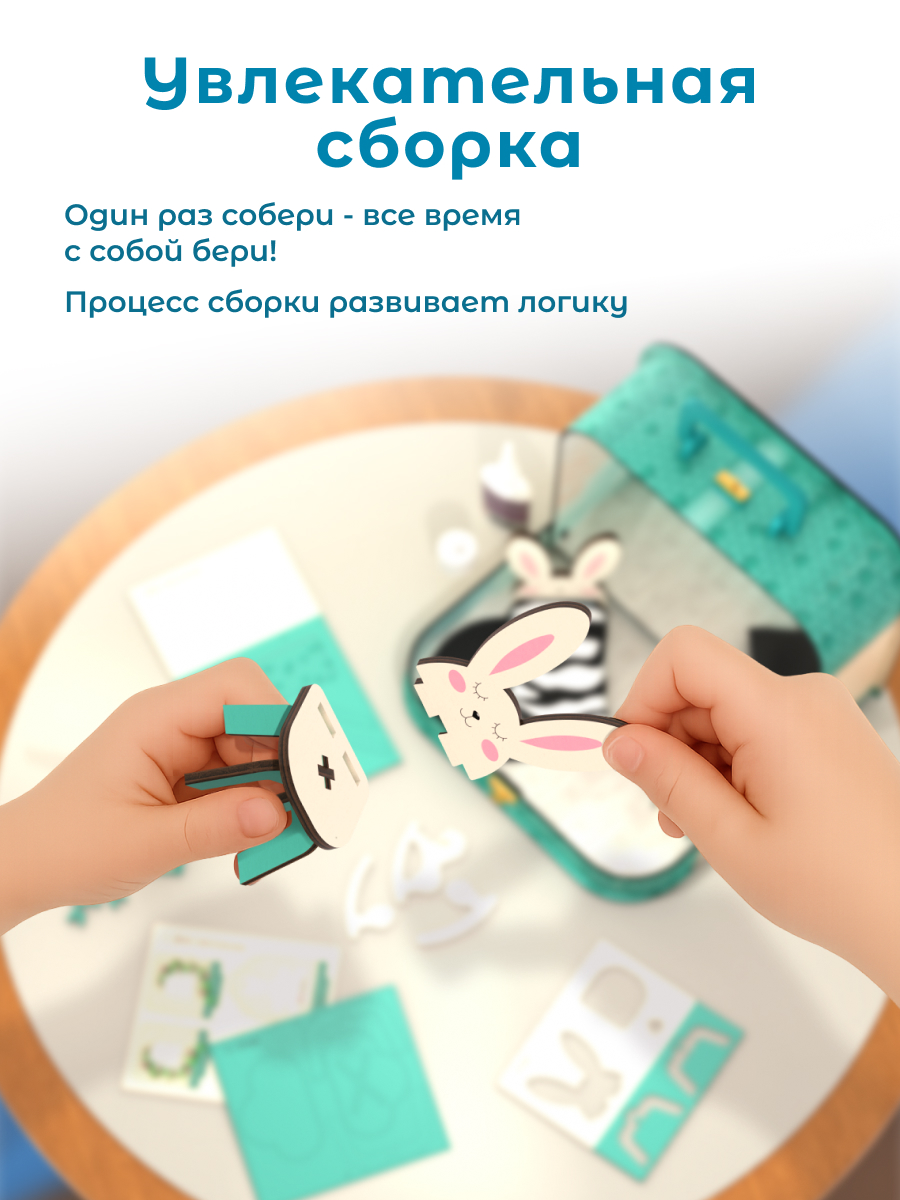 Увлекательная
сборка
Один раз собери - все время
с собой бери!
Процесс сборки развивает логику